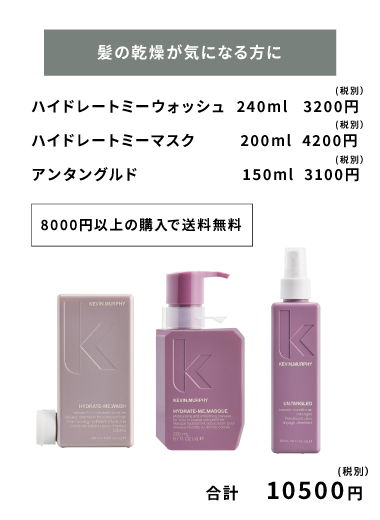 髪の乾燥が気になる方に
(税別)
ハイドレートミーウォッシュ 240ml 3200円
(税別)
ハイドレートミーマスク 200ml 4200円
(税別)
アンタングルド 150ml 3100円
8000円以上の購入で送料無料
KEVIN.MURPHY
HYDRATE-ME.WASH
KEVIN.MURPHY
HYDRATE-ME.MASQUE
KEVIN.MURPHY
UN.TANGLED
(税別)
合計 10500円